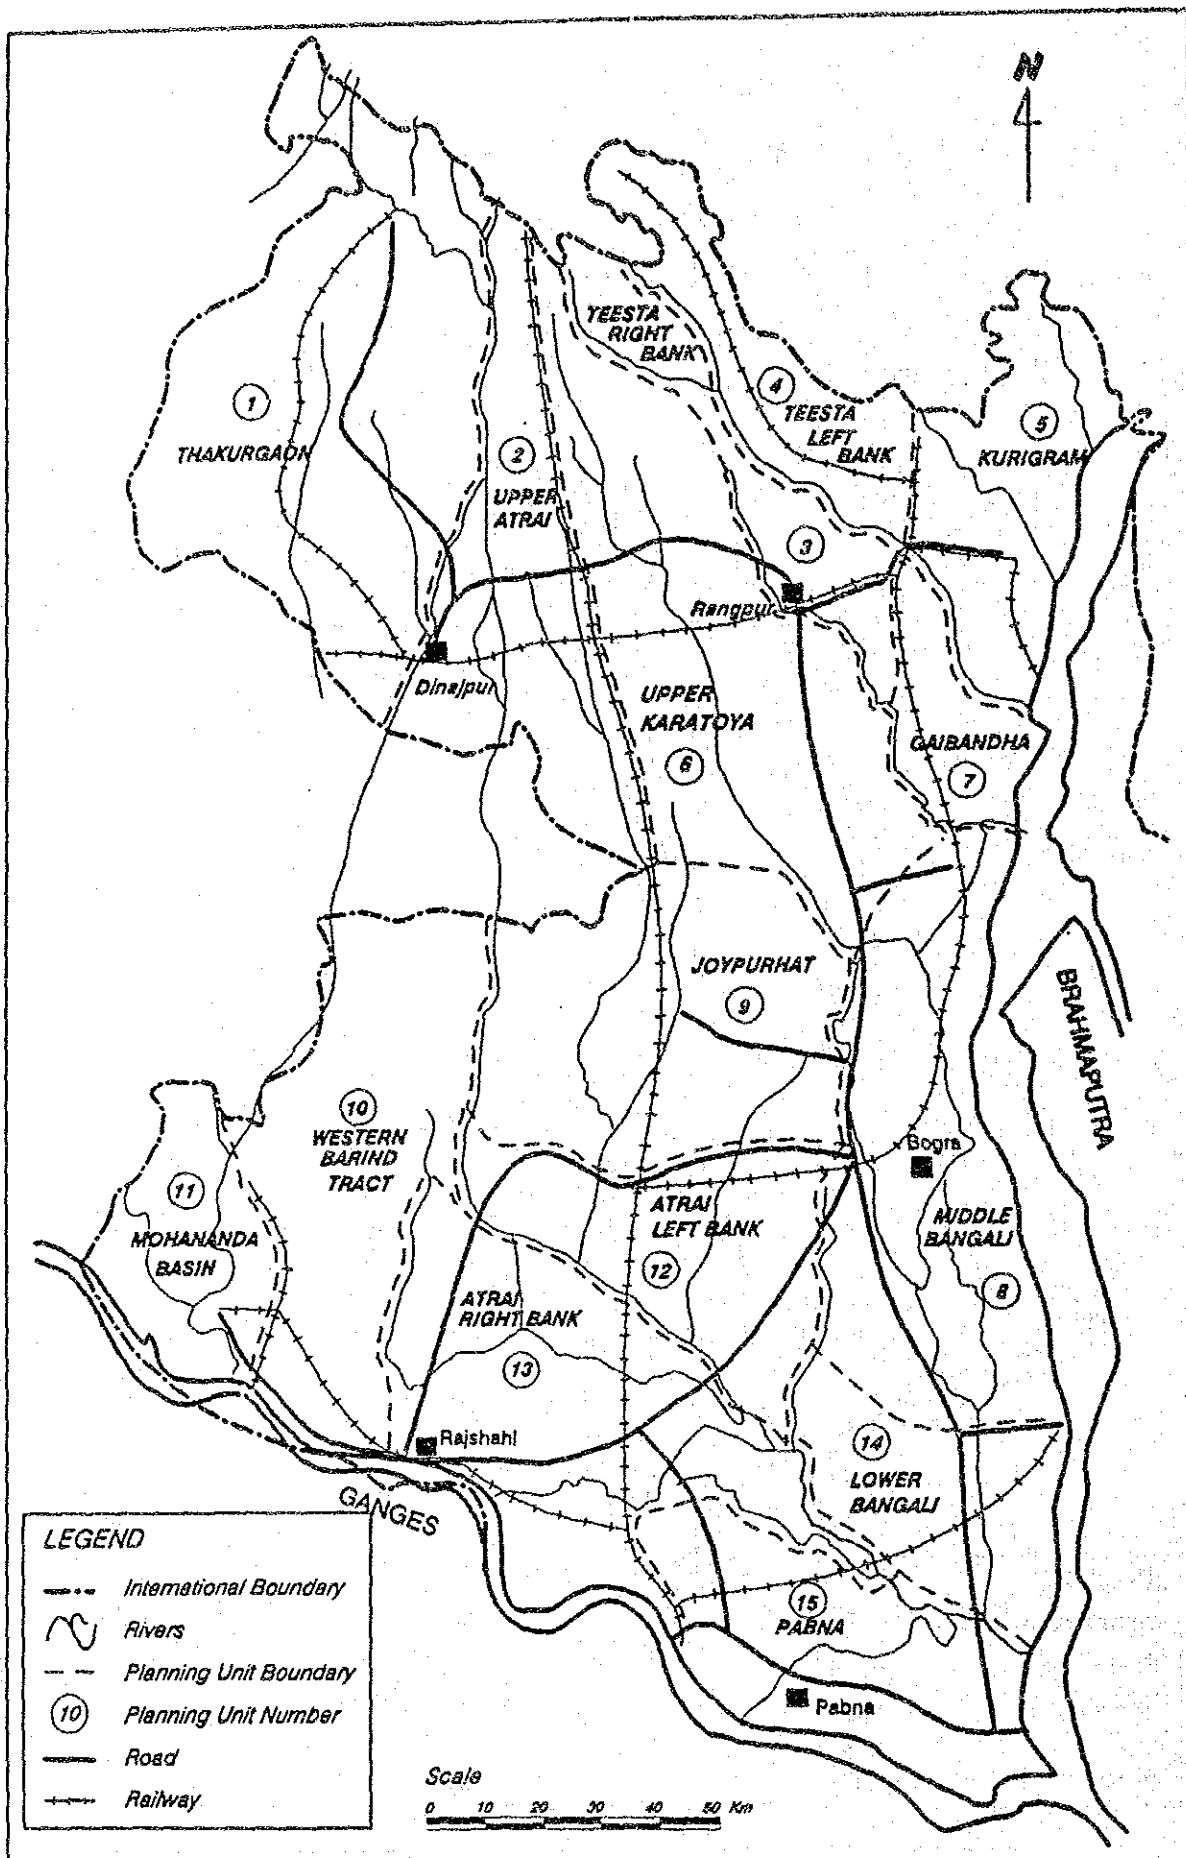 N
TEESTA
RIGHT
BANK
4
TEESTA
LEFT
BANK
5
KURIGRAM
1
THAKURGAON
2
UPPER
ATRAI
3
Rangpur
Dinajpur
UPPER
KARATOYA
6
GAIBANDHA
7
JOYPURHAT
9
BRAHMAPUTRA
10
WESTERN
BARIND
TRACT
Bogra
11
MOHANANDA
BASIN
ATRAI
LEFT BANK
12
MIDDLE
BANGALI
8
ATRAI
RIGHT BANK
13
Rajshahi
GANGES
14
LOWER
BANGALI
15
PABNA
Pabna
LEGEND
International Boundary
Rivers
Planning Unit Boundary
10 Planning Unit Number
Road
Railway
Scale
0 10 20 30 40 50 Km